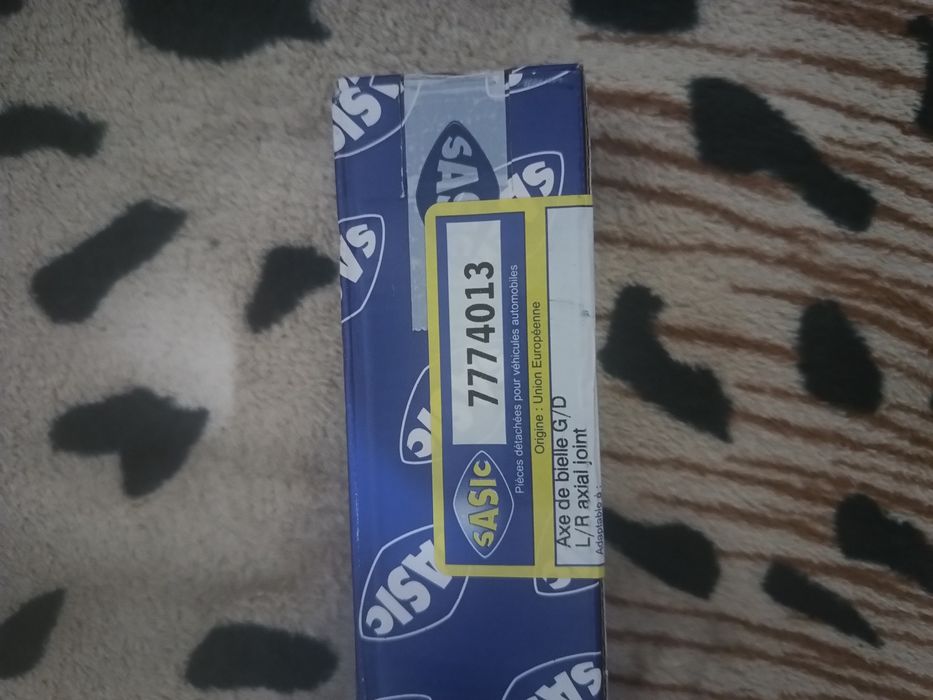 SASIC
7774013
Pièces détachées pour véhicules automobiles
Origine : Union Européenne
Axe de bielle G/D
L/R axial joint
Adaptable à :